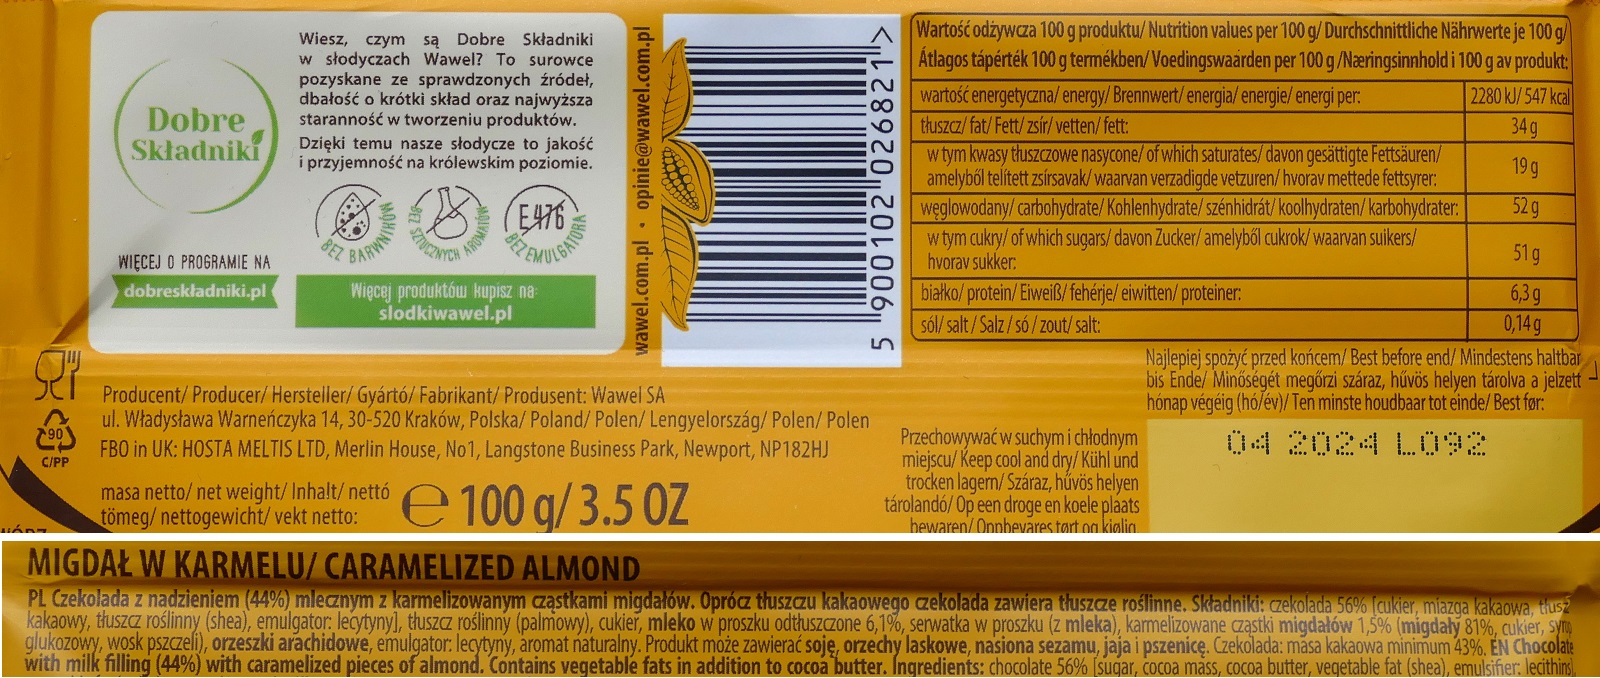 Dobre
Składniki
WIĘCEJ O PROGRAMIE NA
dobreskładniki.pl
Wiesz, czym są Dobre Składniki
w słodyczach Wawel? To surowce
pozyskane ze sprawdzonych źródeł,
dbałość o krótki skład oraz najwyższa
staranność w tworzeniu produktów.
Dzięki temu nasze słodycze to jakość
i przyjemność na królewskim poziomie.
BEZ BARWNIKÓW
BEZ SZTUCZNYCH AROMATÓW
E 476
BEZ EMULGATORA
Więcej produktów kupisz na:
slodkiwawel.pl
wawel.com.pl • opinie@wawel.com.pl
5 900102 026821 >
Wartość odżywcza 100 g produktu/ Nutrition values per 100 g/ Durchschnittliche Nährwerte je 100 g/
Átlagos tápérték 100 g termékben/ Voedingswaarden per 100 g /Næringsinnhold i 100 g av produkt:
wartość energetyczna/ energy/ Brennwert/ energia/ energie/ energi per: 2280 kJ/ 547 kcal
tłuszcz/ fat/ Fett/ zsír/ vetten/ fett: 34 g
w tym kwasy tłuszczowe nasycone/ of which saturates/ davon gesättigte Fettsäuren/
amelyből telített zsírsavak/ waarvan verzadigde vetzuren/ hvorav mettede fettsyrer: 19 g
węglowodany/ carbohydrate/ Kohlenhydrate/ szénhidrát/ koolhydraten/ karbohydrater: 52 g
w tym cukry/ of which sugars/ davon Zucker/ amelyből cukrok/ waarvan suikers/
hvorav sukker: 51 g
białko/ protein/ Eiweiß/ fehérje/ eiwitten/ proteiner: 6,3 g
sól/ salt / Salz / só / zout/ salt: 0,14 g
Najlepiej spożyć przed końcem/ Best before end/ Mindestens haltbar
bis Ende/ Minőségét megőrzi száraz, hűvös helyen tárolva a jelzett
hónap végéig (hó/év)/ Ten minste houdbaar tot einde/ Best før:
04 2024 L092
Przechowywać w suchym i chłodnym
miejscu/ Keep cool and dry/ Kühl und
trocken lagern/ Száraz, hűvös helyen
tárolandó/ Op een droge en koele plaats
bewaren/ Oppbevares tørt og kjølig
90
C/PP
Producent/ Producer/ Hersteller/ Gyártó/ Fabrikant/ Produsent: Wawel SA
ul. Władysława Warneńczyka 14, 30-520 Kraków, Polska/ Poland/ Polen/ Lengyelország/ Polen/ Polen
FBO in UK: HOSTA MELTIS LTD, Merlin House, No1, Langstone Business Park, Newport, NP182HJ
masa netto/ net weight/ Inhalt/ nettó
tömeg/ nettogewicht/ vekt netto:
e 100 g/ 3.5 OZ
MIGDAŁ W KARMELU/ CARAMELIZED ALMOND
PL Czekolada z nadzieniem (44%) mlecznym z karmelizowanym cząstkami migdałów. Oprócz tłuszczu kakaowego czekolada zawiera tłuszcze roślinne. Składniki: czekolada 56% [cukier, miazga kakaowa, tłuszcz
kakaowy, tłuszcz roślinny (shea), emulgator: lecytyny], tłuszcz roślinny (palmowy), cukier, mleko w proszku odtłuszczone 6,1%, serwatka w proszku (z mleka), karmelizowane cząstki migdałów 1,5% (migdały 81%, cukier, syrop
glukozowy, wosk pszczeli), orzeszki arachidowe, emulgator: lecytyny, aromat naturalny. Produkt może zawierać soję, orzechy laskowe, nasiona sezamu, jaja i pszenicę. Czekolada: masa kakaowa minimum 43%. EN Chocolate
with milk filling (44%) with caramelized pieces of almond. Contains vegetable fats in addition to cocoa butter. Ingredients: chocolate 56% [sugar, cocoa mass, cocoa butter, vegetable fat (shea), emulsifier: lecithins],